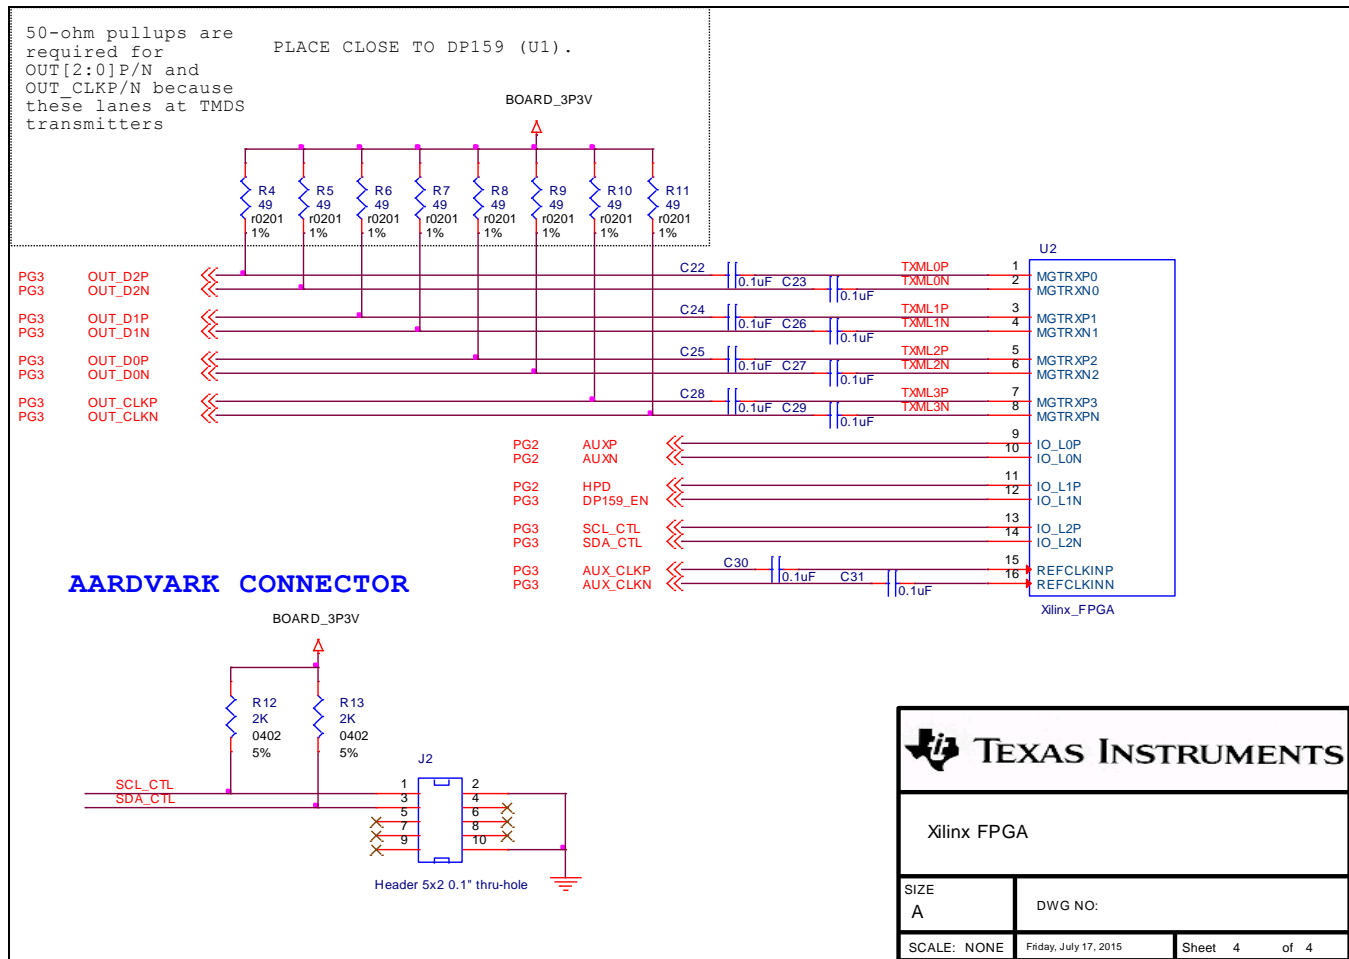 50-ohm pullups are
required for
OUT[2:0]P/N and
OUT_CLKP/N because
these lanes at TMDS
transmitters
PLACE CLOSE TO DP159 (U1).
BOARD_3P3V
R4 R5 R6 R7 R8 R9 R10 R11
49 49 49 49 49 49 49 49
r0201 r0201 r0201 r0201 r0201 r0201 r0201 r0201
1% 1% 1% 1% 1% 1% 1% 1%
U2
PG3 OUT_D2P C22 0.1uF TXML0P 1 MGTRXP0
PG3 OUT_D2N C23 0.1uF TXML0N 2 MGTRXN0
PG3 OUT_D1P C24 0.1uF TXML1P 3 MGTRXP1
PG3 OUT_D1N C26 0.1uF TXML1N 4 MGTRXN1
PG3 OUT_D0P C25 0.1uF TXML2P 5 MGTRXP2
PG3 OUT_D0N C27 0.1uF TXML2N 6 MGTRXN2
PG3 OUT_CLKP C28 0.1uF TXML3P 7 MGTRXP3
PG3 OUT_CLKN C29 0.1uF TXML3N 8 MGTRXPN
PG2 AUXP 9 IO_L0P
PG2 AUXN 10 IO_L0N
PG2 HPD 11 IO_L1P
PG3 DP159_EN 12 IO_L1N
PG3 SCL_CTL 13 IO_L2P
PG3 SDA_CTL 14 IO_L2N
PG3 AUX_CLKP C30 0.1uF 15 REFCLKINP
PG3 AUX_CLKN C31 0.1uF 16 REFCLKINN
Xilinx_FPGA
AARDVARK CONNECTOR
BOARD_3P3V
R12 R13
2K 2K
0402 0402
5% 5%
J2
SCL_CTL 1 2
SDA_CTL 3 4
5 6
7 8
9 10
Header 5x2 0.1" thru-hole
TEXAS INSTRUMENTS
Xilinx FPGA
SIZE
A
DWG NO:
SCALE: NONE
Friday, July 17, 2015
Sheet 4 of 4